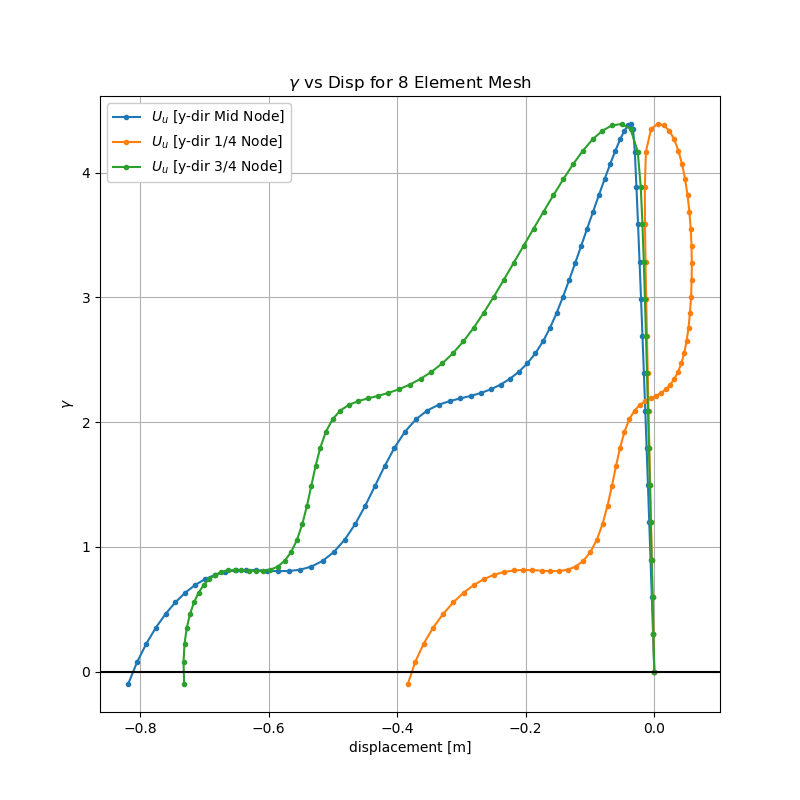 γ vs Disp for 8 Element Mesh
U_u [y-dir Mid Node]
U_u [y-dir 1/4 Node]
U_u [y-dir 3/4 Node]
4
3
2
1
0
γ
−0.8 −0.6 −0.4 −0.2 0.0
displacement [m]